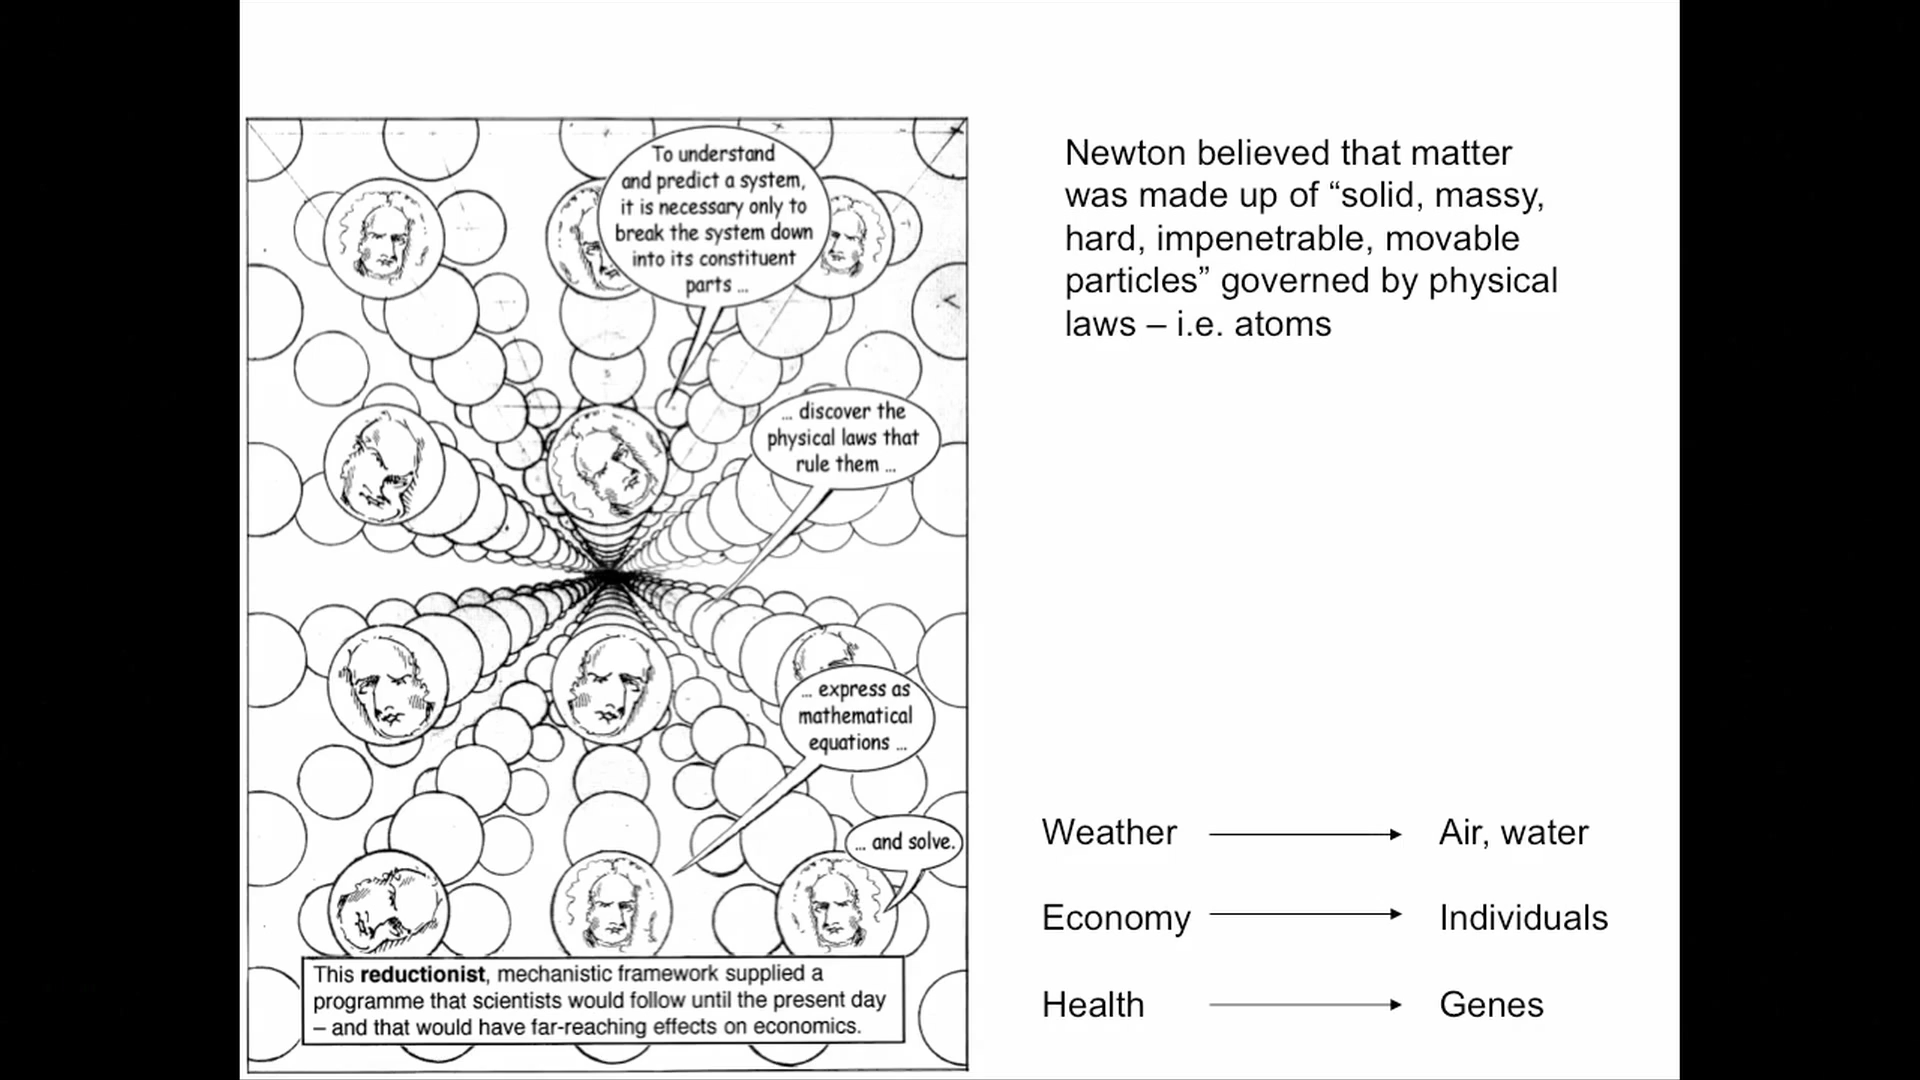 To understand
and predict a system,
it is necessary only to
break the system down
into its constituent
parts ...
... discover the
physical laws that
rule them ...
... express as
mathematical
equations ...
... and solve.
This reductionist, mechanistic framework supplied a
programme that scientists would follow until the present day
– and that would have far-reaching effects on economics.
Newton believed that matter
was made up of “solid, massy,
hard, impenetrable, movable
particles” governed by physical
laws – i.e. atoms
Weather Air, water
Economy Individuals
Health Genes